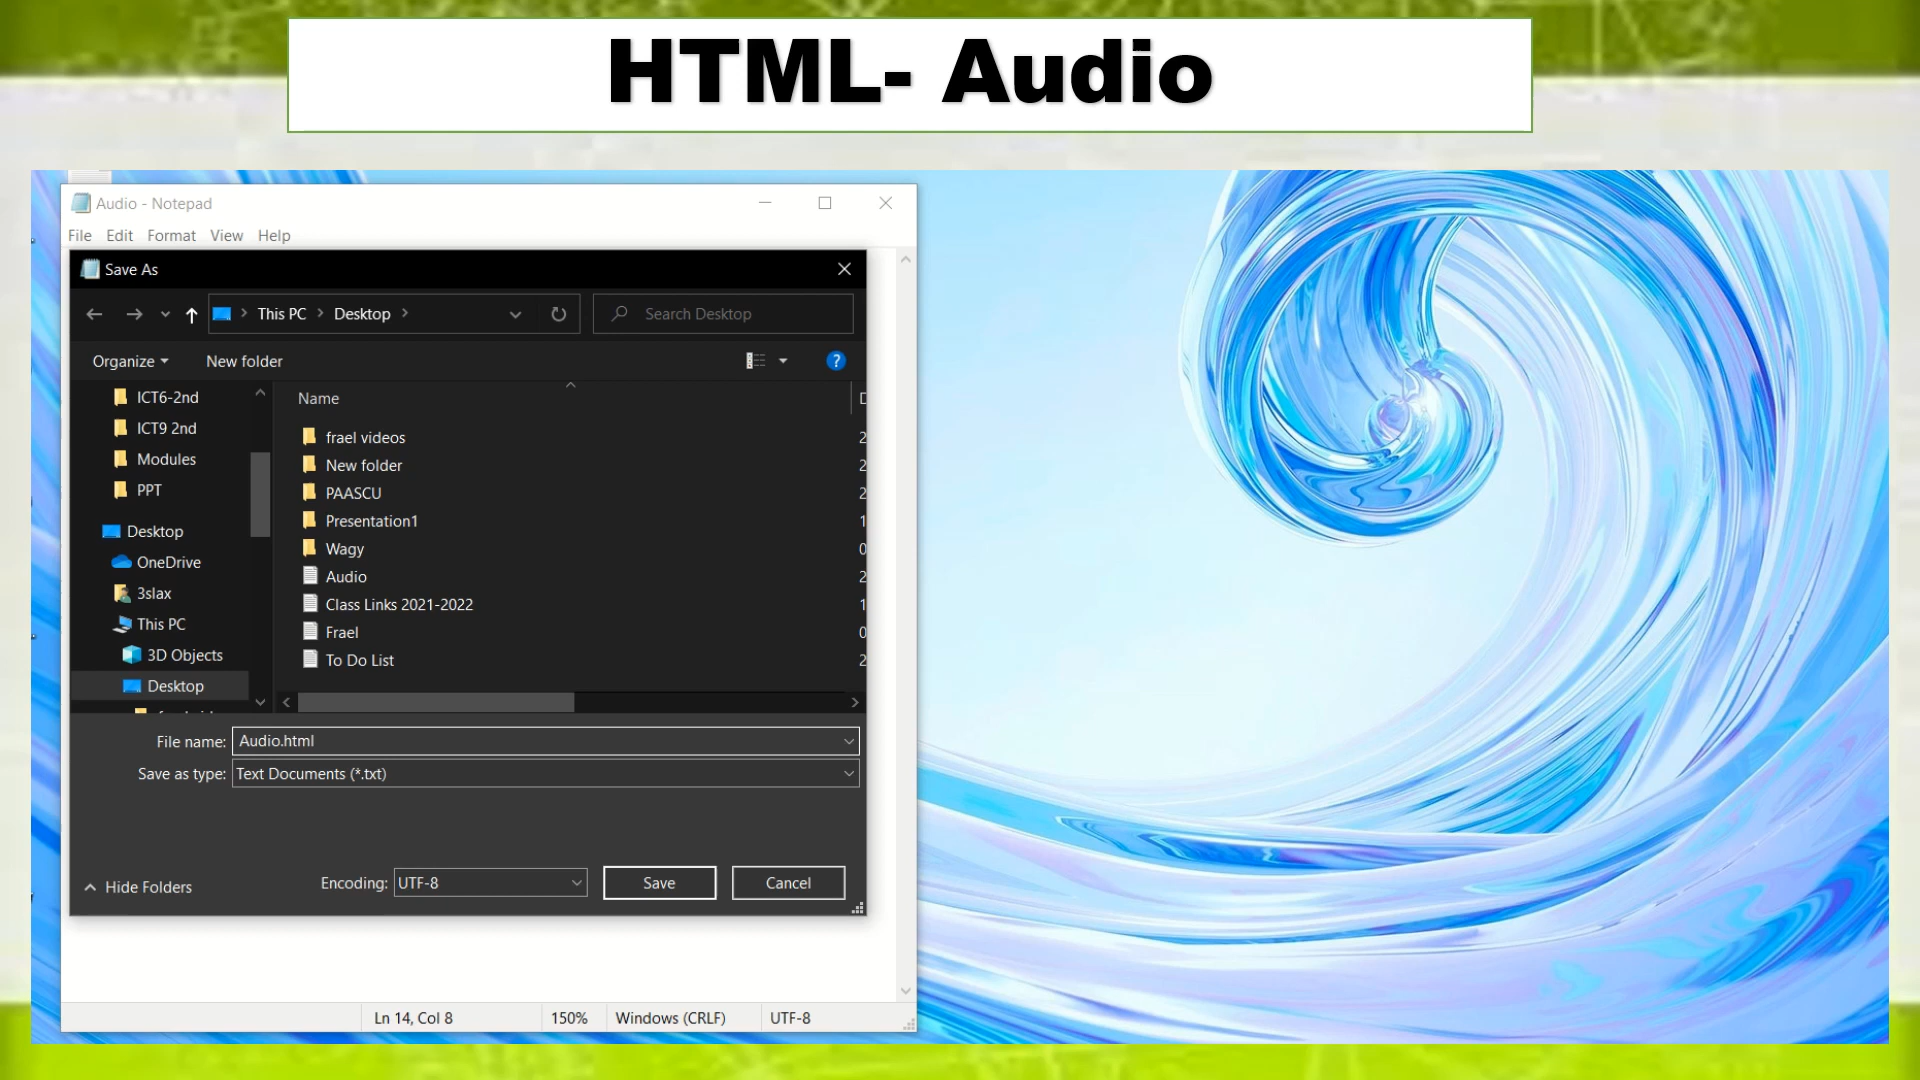 HTML- Audio
Audio - Notepad
File Edit Format View Help
Save As
This PC > Desktop >
Search Desktop
Organize
New folder
ICT6-2nd
ICT9 2nd
Modules
PPT
Desktop
OneDrive
3slax
This PC
3D Objects
Desktop
Name
frael videos
New folder
PAASCU
Presentation1
Wagy
Audio
Class Links 2021-2022
Frael
To Do List
File name: Audio.html
Save as type: Text Documents (*.txt)
Hide Folders
Encoding: UTF-8
Save
Cancel
Ln 14, Col 8
150%
Windows (CRLF)
UTF-8